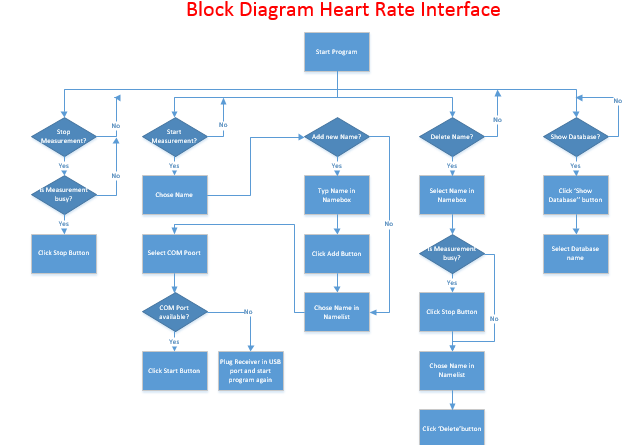 Block Diagram Heart Rate Interface
Start Program
No
No
No
No
Stop
Measurement?
Start
Measurement?
Add new Name?
Delete Name?
Show Database?
Yes
No
Yes
Yes
Yes
Yes
Is Measurement
busy?
Chose Name
Typ Name in
Namebox
Select Name in
Namebox
Click 'Show
Database'' button
Yes
No
Click Stop Button
Select COM Poort
Click Add Button
Is Measurement
busy?
Select Database
name
Yes
COM Port
available?
No
Chose Name in
Namelist
Click Stop Button
No
Yes
Click Start Button
Plug Receiver in USB
port and start
program again
Chose Name in
Namelist
Click 'Delete'button